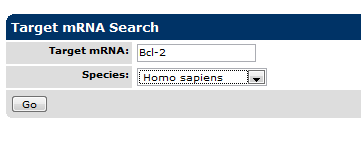 Target mRNA Search
Target mRNA: Bcl-2
Species: Homo sapiens
Go